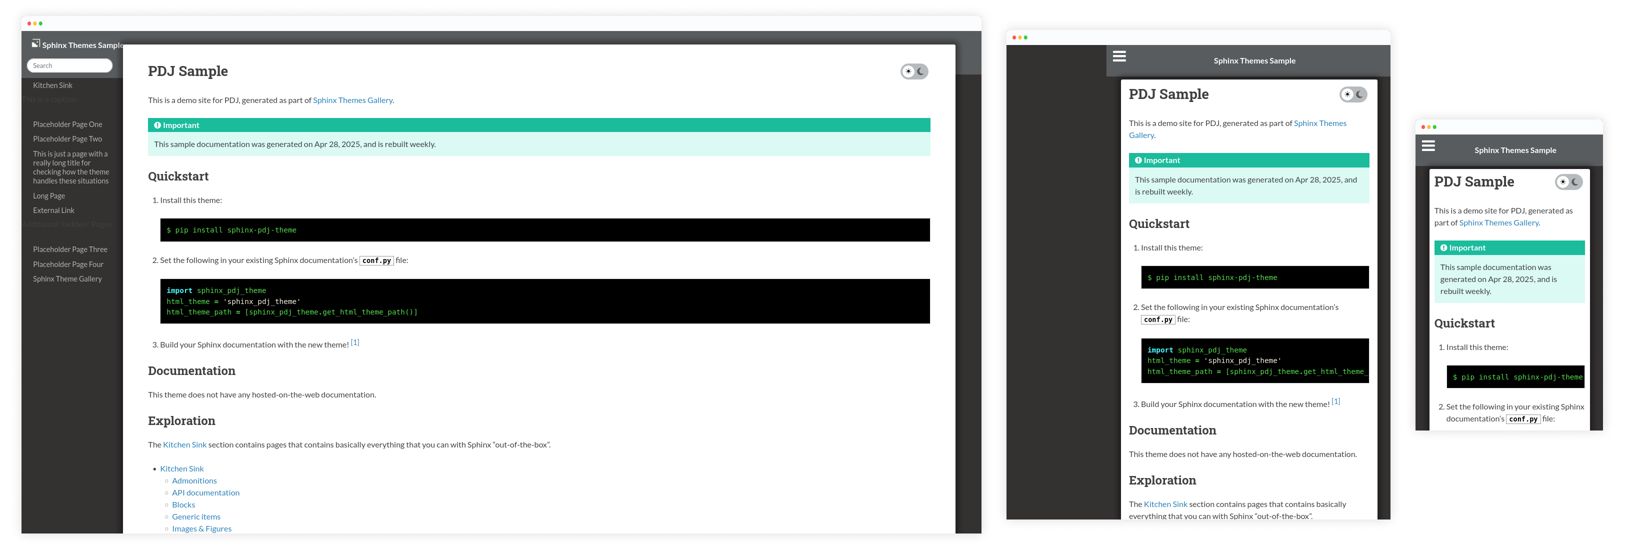 Sphinx Themes Sample
Search
Kitchen Sink
This is a caption
Placeholder Page One
Placeholder Page Two
This is just a page with a
really long title for
checking how the theme
handles these situations
Long Page
External Link
Placeholder Page Three
Placeholder Page Four
Sphinx Theme Gallery
PDJ Sample
This is a demo site for PDJ, generated as part of Sphinx Themes Gallery.
Important
This sample documentation was generated on Apr 28, 2025, and is rebuilt weekly.
Quickstart
1. Install this theme:
$ pip install sphinx-pdj-theme
2. Set the following in your existing Sphinx documentation's conf.py file:
import sphinx_pdj_theme
html_theme = 'sphinx_pdj_theme'
html_theme_path = [sphinx_pdj_theme.get_html_theme_path()]
3. Build your Sphinx documentation with the new theme! [1]
Documentation
This theme does not have any hosted-on-the-web documentation.
Exploration
The Kitchen Sink section contains pages that contains basically everything that you can with Sphinx “out-of-the-box”.
• Kitchen Sink
Admonitions
API documentation
Blocks
Generic items
Images & Figures
Sphinx Themes Sample
PDJ Sample
This is a demo site for PDJ, generated as part of Sphinx Themes
Gallery.
Important
This sample documentation was generated on Apr 28, 2025, and
is rebuilt weekly.
Quickstart
1. Install this theme:
$ pip install sphinx-pdj-theme
2. Set the following in your existing Sphinx documentation's
conf.py file:
import sphinx_pdj_theme
html_theme = 'sphinx_pdj_theme'
html_theme_path = [sphinx_pdj_theme.get_html_theme_
3. Build your Sphinx documentation with the new theme! [1]
Documentation
This theme does not have any hosted-on-the-web documentation.
Exploration
The Kitchen Sink section contains pages that contains basically
everything that you can with Sphinx “out-of-the-box”.
Sphinx Themes Sample
PDJ Sample
This is a demo site for PDJ, generated as
part of Sphinx Themes Gallery.
Important
This sample documentation was
generated on Apr 28, 2025, and is
rebuilt weekly.
Quickstart
1. Install this theme:
$ pip install sphinx-pdj-theme
2. Set the following in your existing Sphinx
documentation's conf.py file: